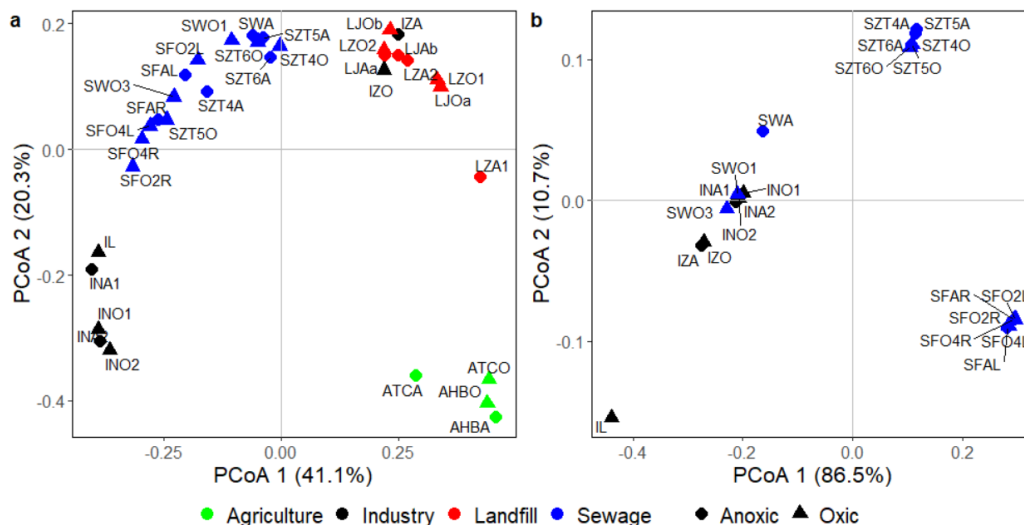 a
PCoA 2 (20.3%)
0.2
0.0
-0.2
-0.4
SWO1
SWA
SZT5A
SFO2L
SZT6O
SZT4O
SFAL
SZT6A
SWO3
SZT4A
SFAR
SFO4L
SZT5O
SFO4R
SFO2R
LJOb
IZA
LZO2
LJAb
LJAa
LZA2
LZO1
IZO
LJOa
LZA1
IL
INA1
INO1
INA2
INO2
ATCO
ATCA
AHBO
AHBA
-0.25
0.00
0.25
PCoA 1 (41.1%)
b
PCoA 2 (10.7%)
0.1
0.0
-0.1
SZT4A
SZT5A
SZT6A
SZT4O
SZT6O
SZT5O
SWA
SWO1
INA1
INO1
SWO3
INA2
INO2
IZA
IZO
SFAR
SFO2L
SFO2R
SFO4R
SFO4L
SFAL
IL
-0.4
-0.2
0.0
0.2
PCoA 1 (86.5%)
Agriculture Industry Landfill Sewage Anoxic Oxic